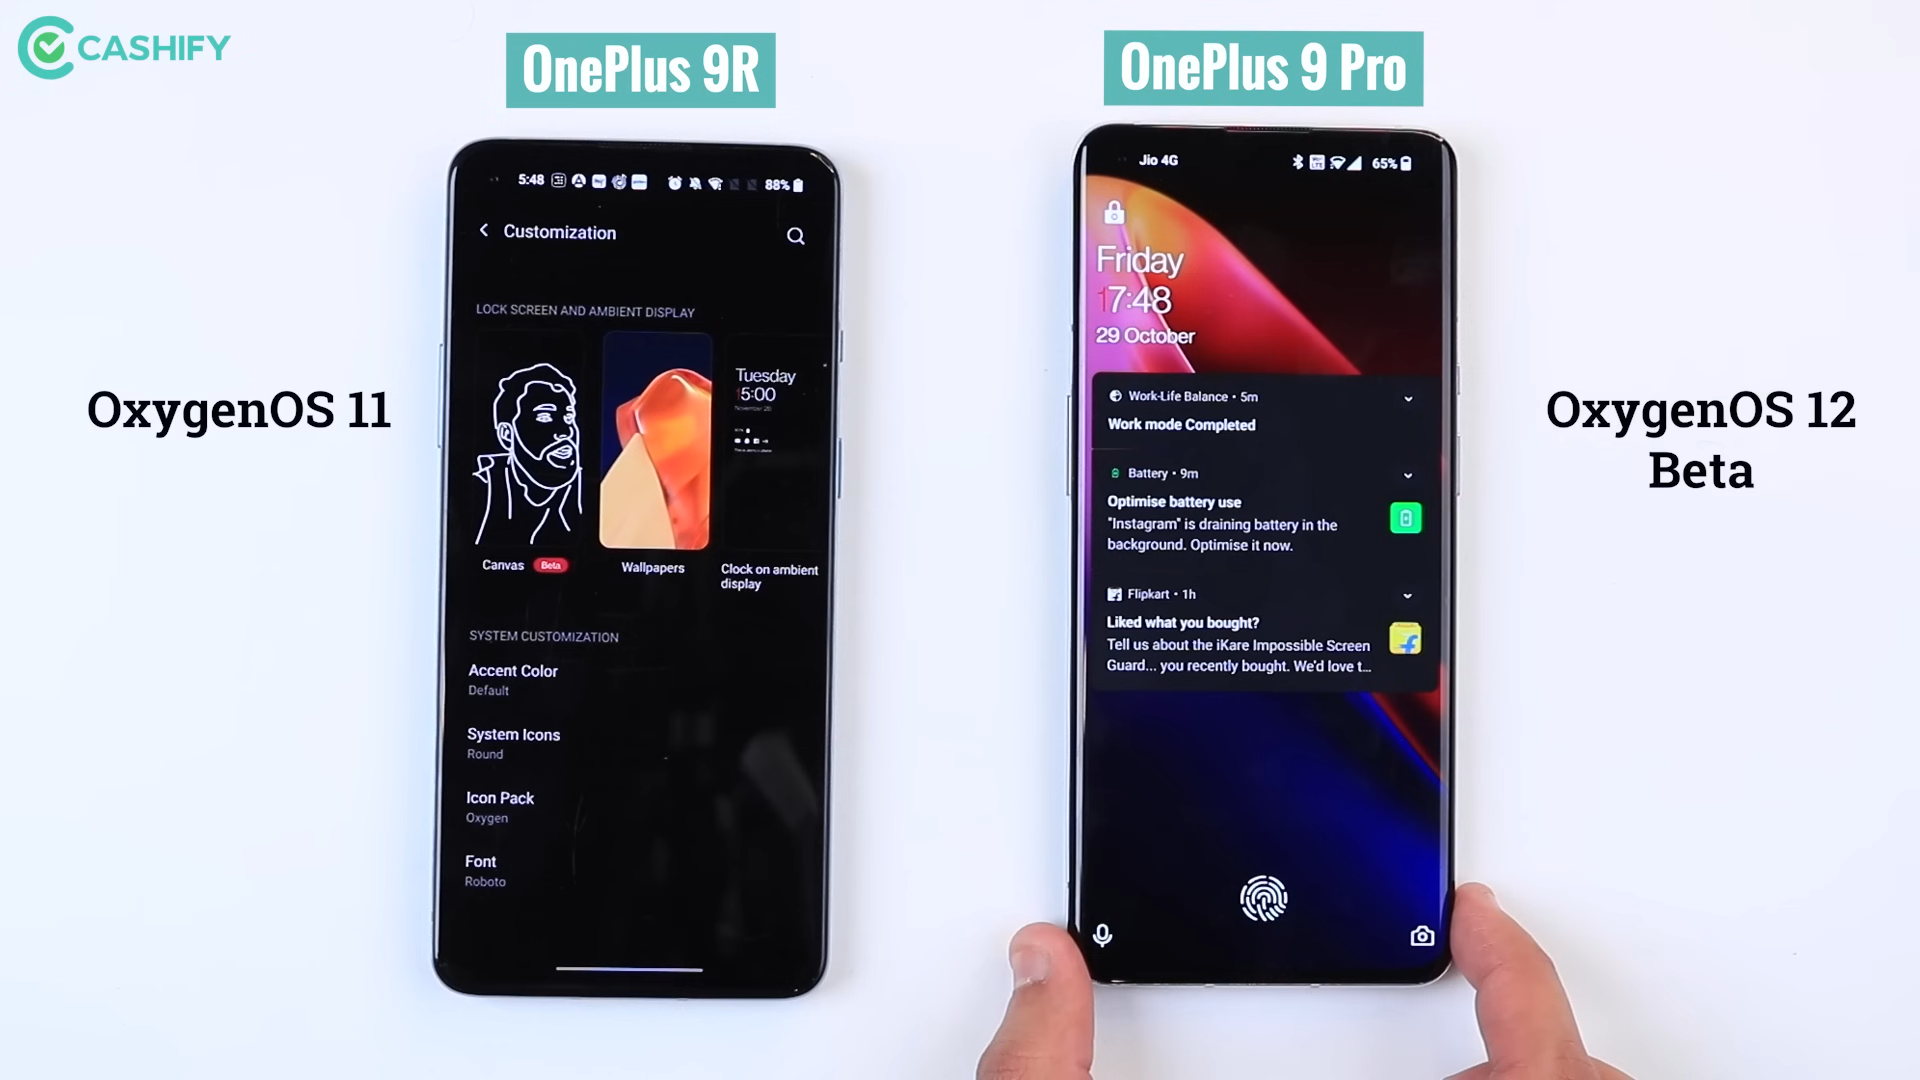 CASHIFY
OnePlus 9R
OnePlus 9 Pro
OxygenOS 11
OxygenOS 12
Beta
5:48
88%
Customization
LOCK SCREEN AND AMBIENT DISPLAY
Tuesday
15:00
Canvas Beta
Wallpapers
Clock on ambient
display
SYSTEM CUSTOMIZATION
Accent Color
Default
System Icons
Round
Icon Pack
Oxygen
Font
Roboto
Jio 4G
65%
Friday
17:48
29 October
Work-Life Balance • 5m
Work mode Completed
Battery • 9m
Optimise battery use
"Instagram" is draining battery in the
background. Optimise it now.
Flipkart • 1h
Liked what you bought?
Tell us about the iKare Impossible Screen
Guard... you recently bought. We'd love t...